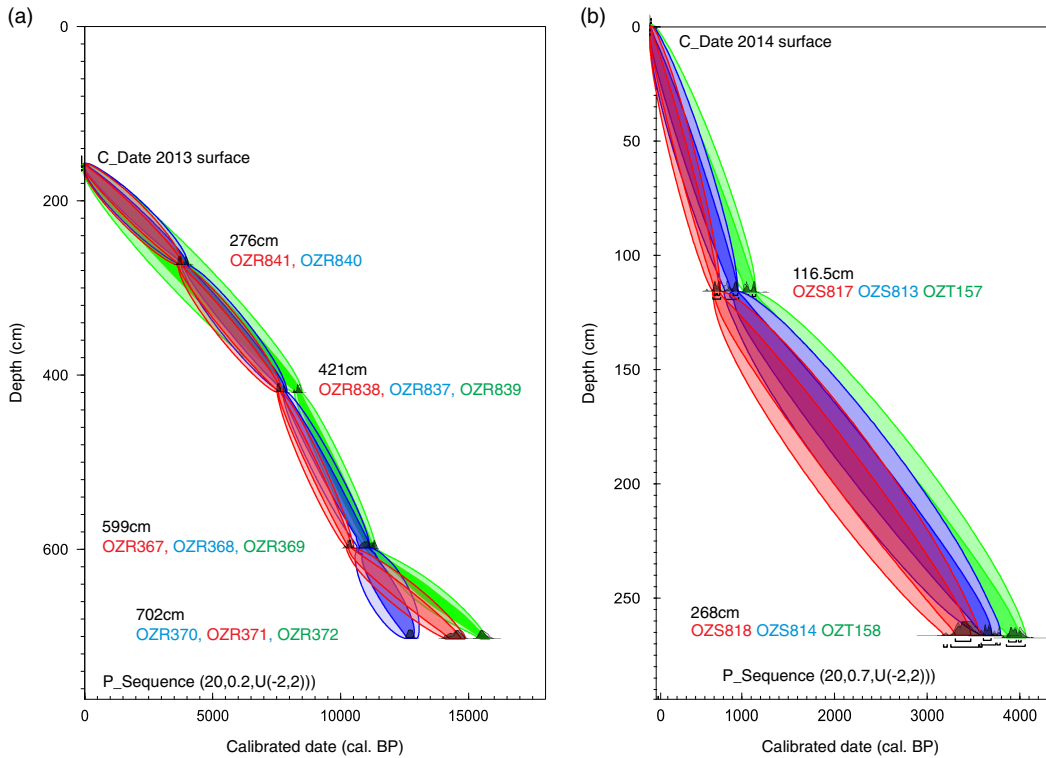 (a)
0
200
400
600
Depth (cm)
C_Date 2013 surface
276cm
OZR841, OZR840
421cm
OZR838, OZR837, OZR839
599cm
OZR367, OZR368, OZR369
702cm
OZR370, OZR371, OZR372
P_Sequence (20,0.2,U(-2,2)))
0 5000 10000 15000
Calibrated date (cal. BP)
(b)
0
50
100
150
200
250
Depth (cm)
C_Date 2014 surface
116.5cm
OZS817 OZS813 OZT157
268cm
OZS818 OZS814 OZT158
P_Sequence (20,0.7,U(-2,2)))
0 1000 2000 3000 4000
Calibrated date (cal. BP)